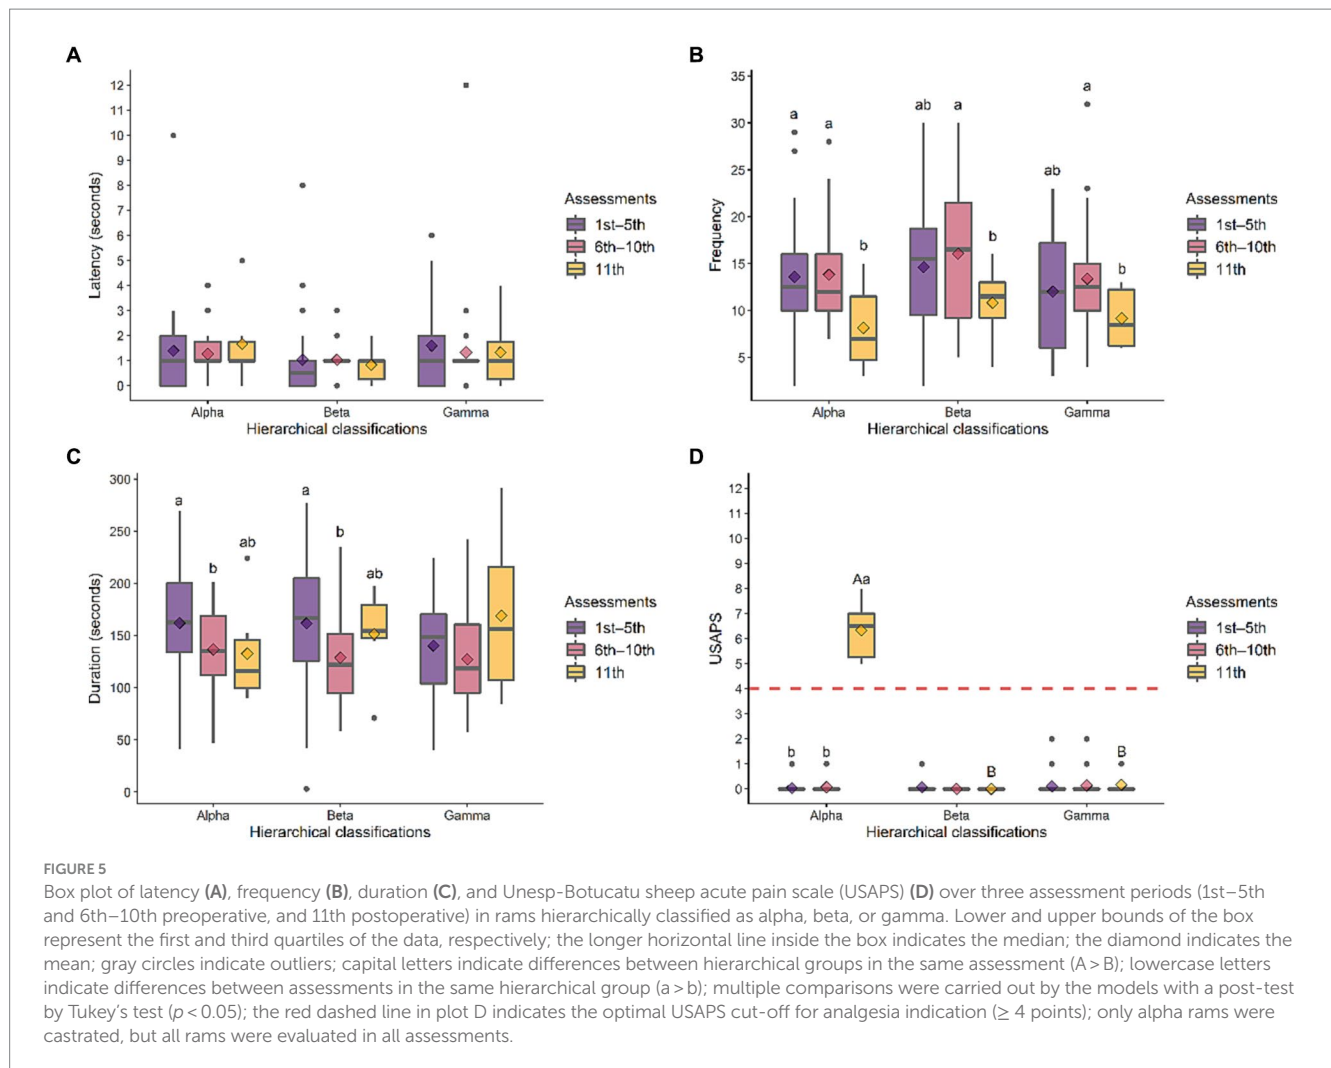 A
12
11
10
9
8
7
6
5
4
3
2
1
0
Latency (seconds)
Alpha
Beta
Gamma
Hierarchical classifications
Assessments
1st–5th
6th–10th
11th
B
35
30
25
20
15
10
5
Frequency
a
a
b
ab
a
b
ab
a
b
Alpha
Beta
Gamma
Hierarchical classifications
Assessments
1st–5th
6th–10th
11th
C
300
250
200
150
100
50
0
Duration (seconds)
a
b
ab
a
b
ab
Alpha
Beta
Gamma
Hierarchical classifications
Assessments
1st–5th
6th–10th
11th
D
12
11
10
9
8
7
6
5
4
3
2
1
0
USAPS
b
b
Aa
B
B
Alpha
Beta
Gamma
Hierarchical classifications
Assessments
1st–5th
6th–10th
11th
FIGURE 5
Box plot of latency (A), frequency (B), duration (C), and Unesp-Botucatu sheep acute pain scale (USAPS) (D) over three assessment periods (1st–5th
and 6th–10th preoperative, and 11th postoperative) in rams hierarchically classified as alpha, beta, or gamma. Lower and upper bounds of the box
represent the first and third quartiles of the data, respectively; the longer horizontal line inside the box indicates the median; the diamond indicates the
mean; gray circles indicate outliers; capital letters indicate differences between hierarchical groups in the same assessment (A > B); lowercase letters
indicate differences between assessments in the same hierarchical group (a > b); multiple comparisons were carried out by the models with a post-test
by Tukey’s test (p < 0.05); the red dashed line in plot D indicates the optimal USAPS cut-off for analgesia indication (≥ 4 points); only alpha rams were
castrated, but all rams were evaluated in all assessments.